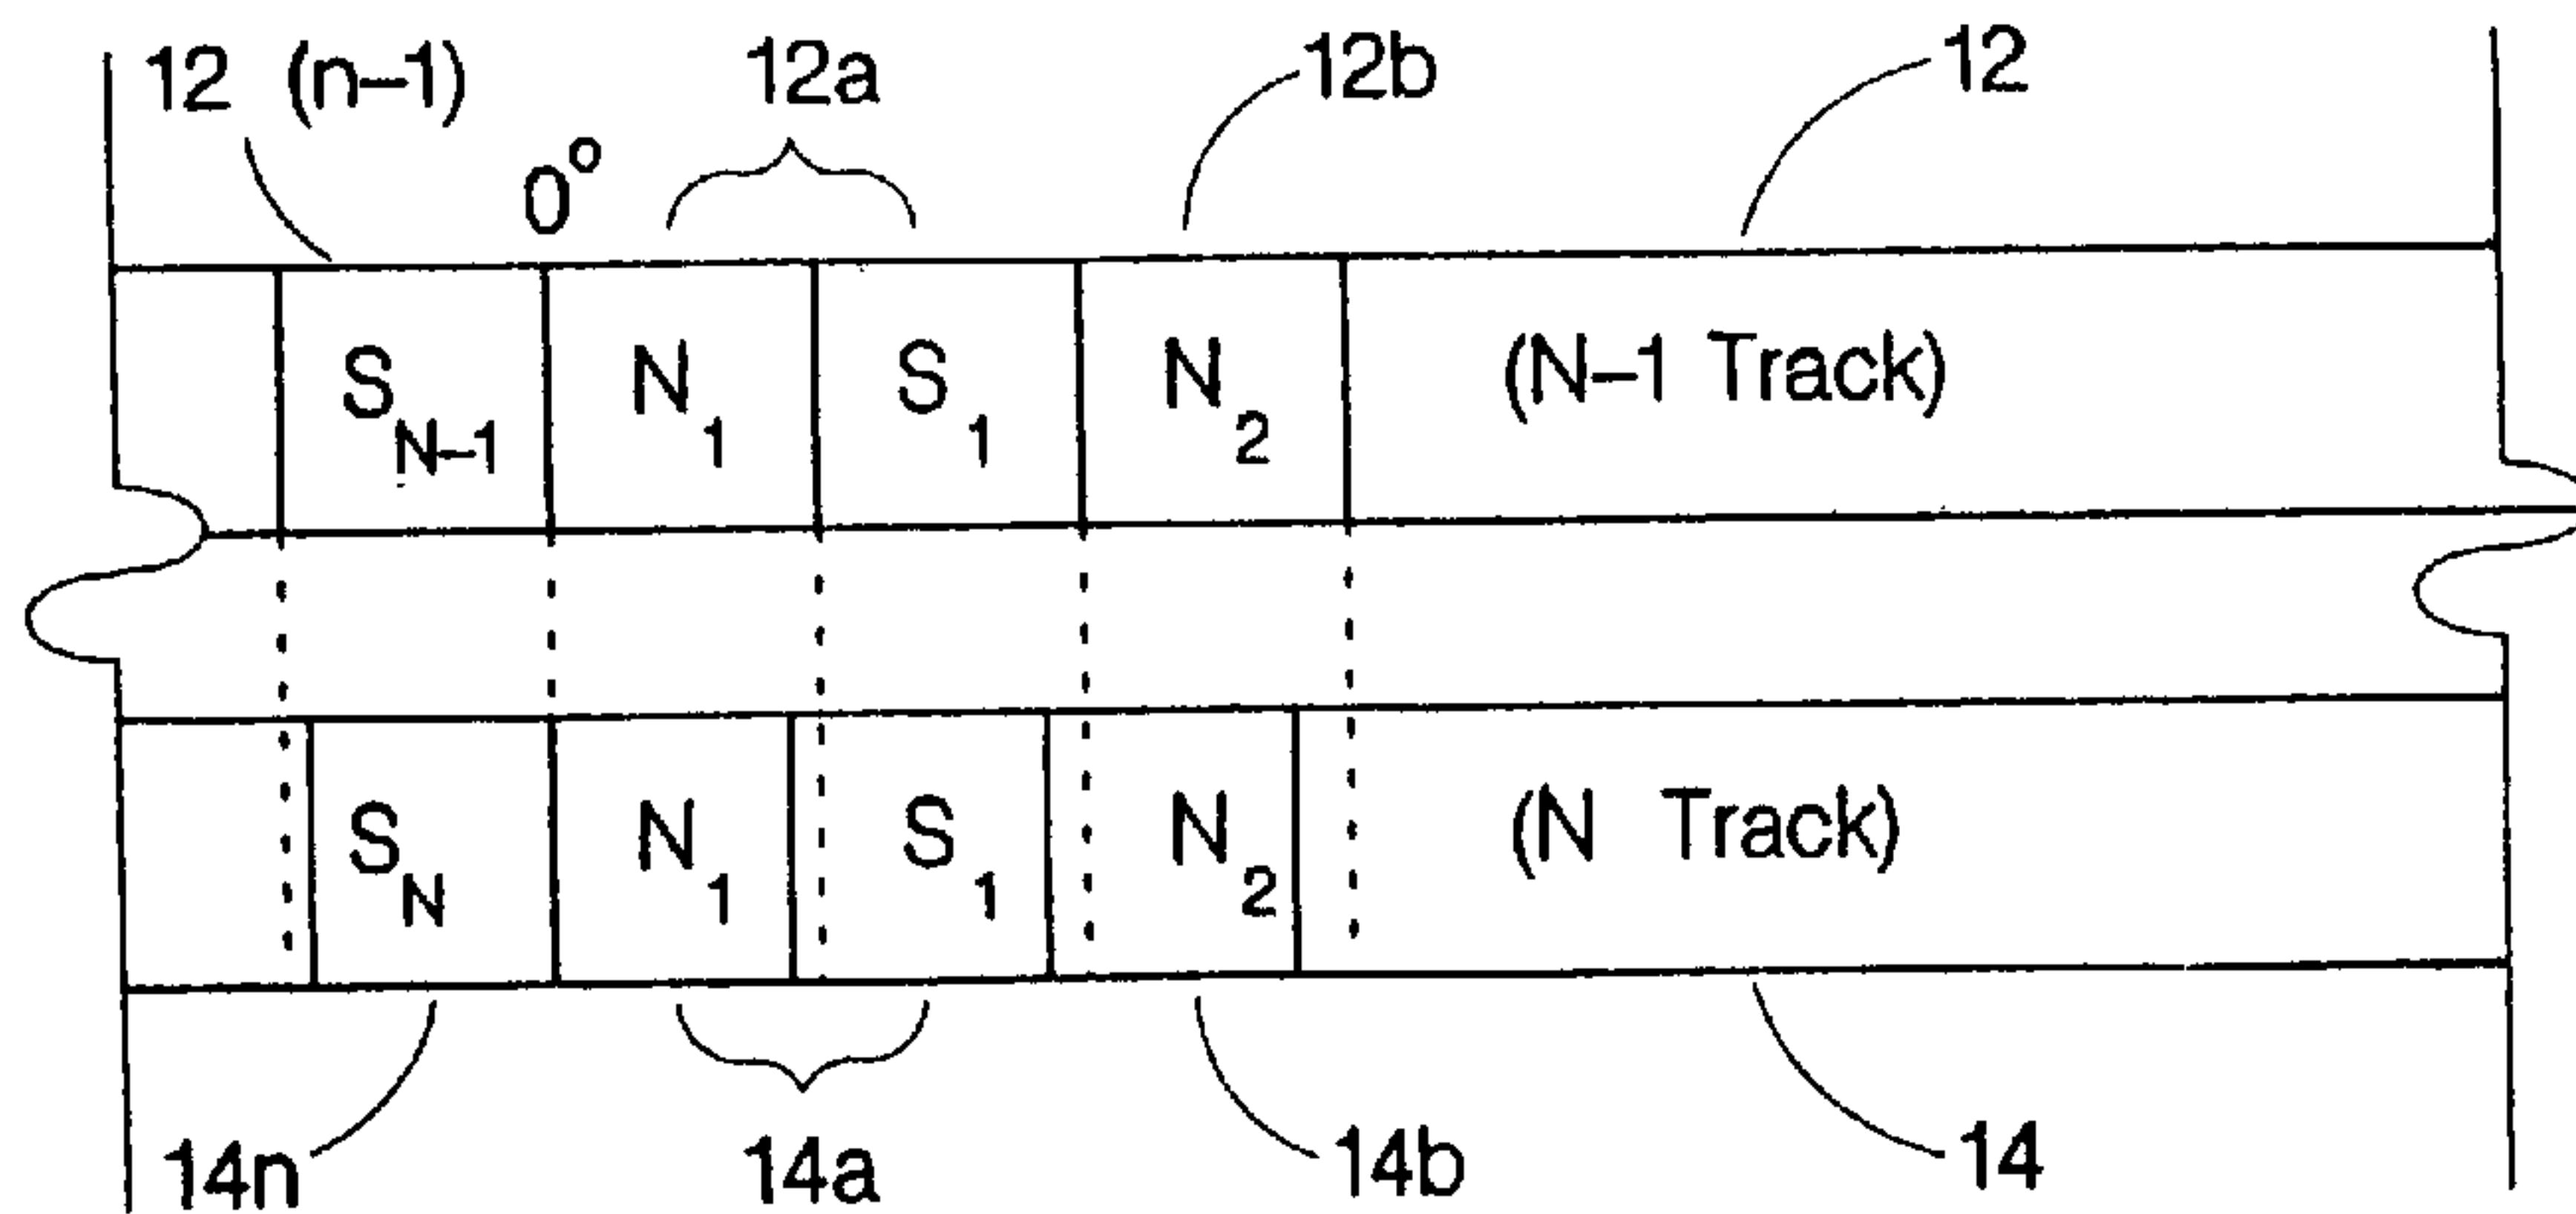 12 (n-1) 12a 12b 12
0°
S N-1 N 1 S 1 N 2 (N-1 Track)
S N N 1 S 1 N 2 (N Track)
14n 14a 14b 14